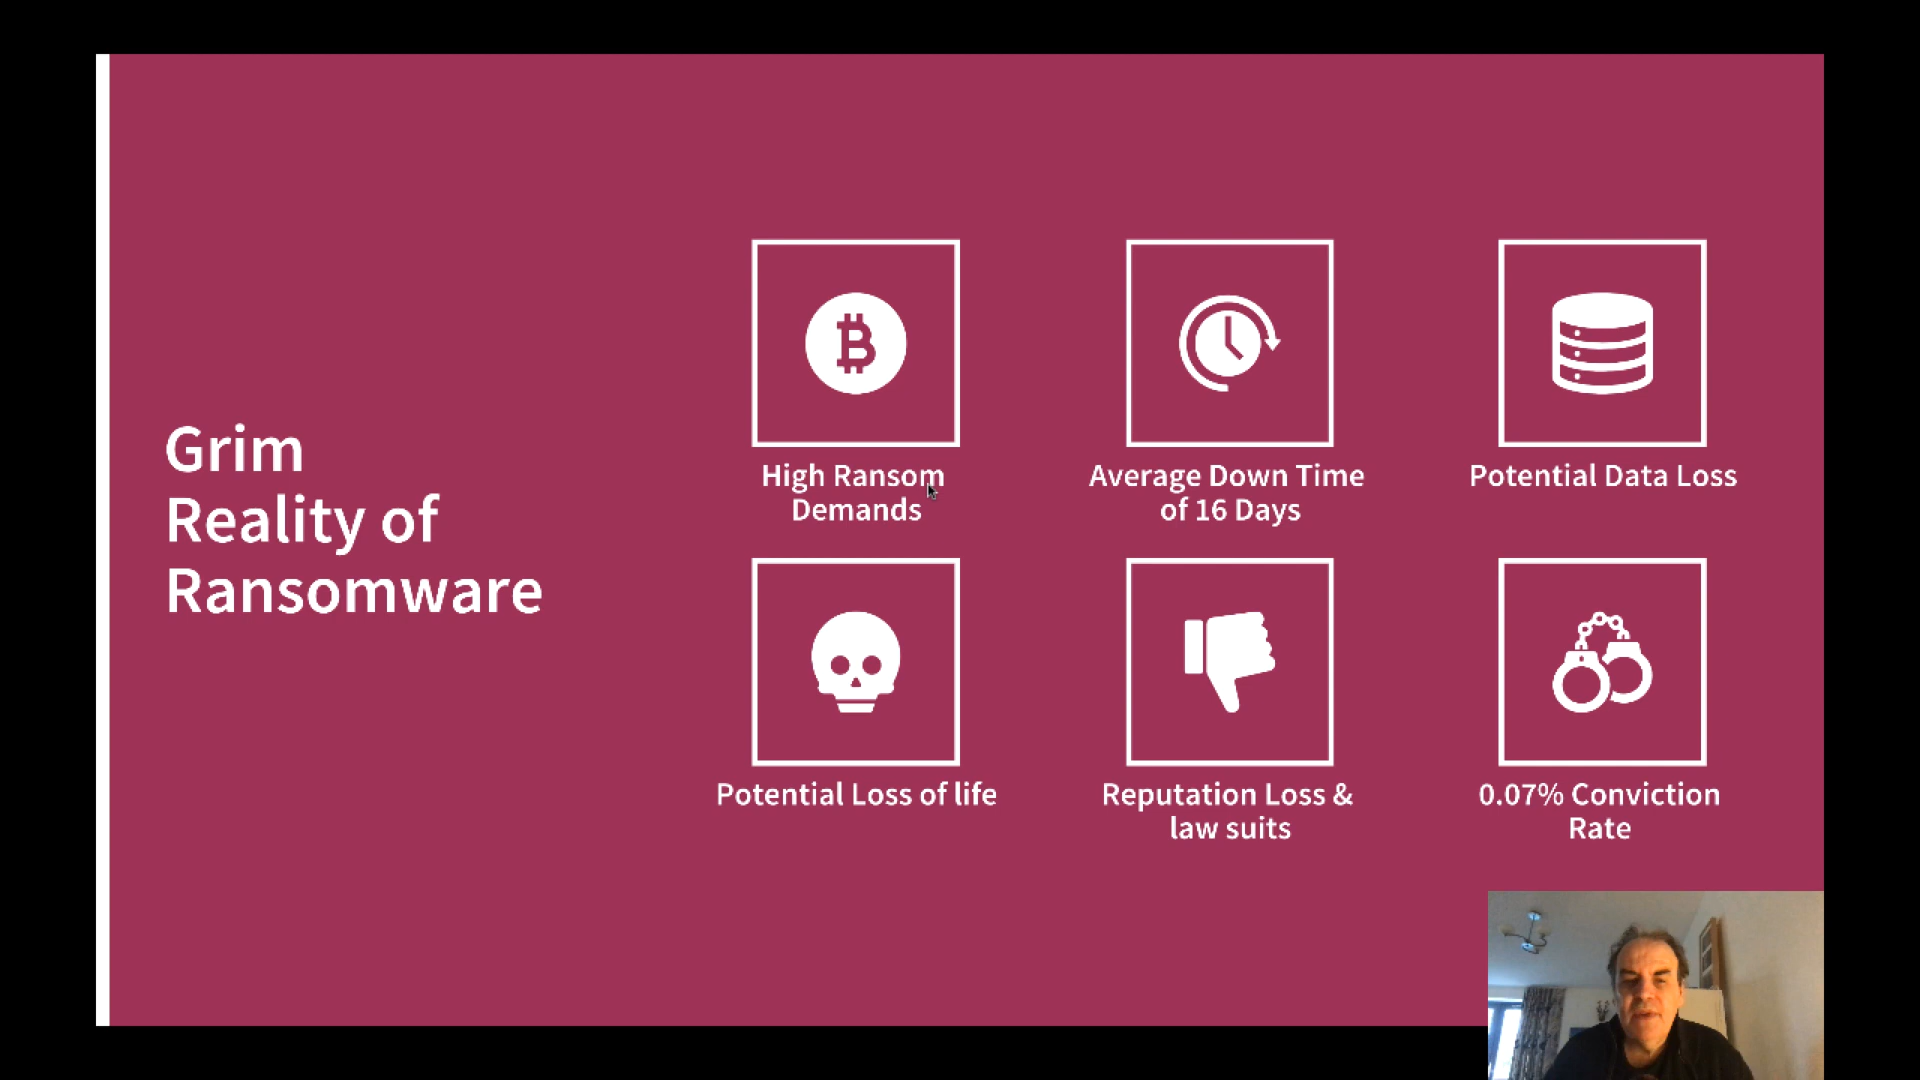 Grim
Reality of
Ransomware
High Ransom
Demands
Average Down Time
of 16 Days
Potential Data Loss
Potential Loss of life
Reputation Loss &
law suits
0.07% Conviction
Rate